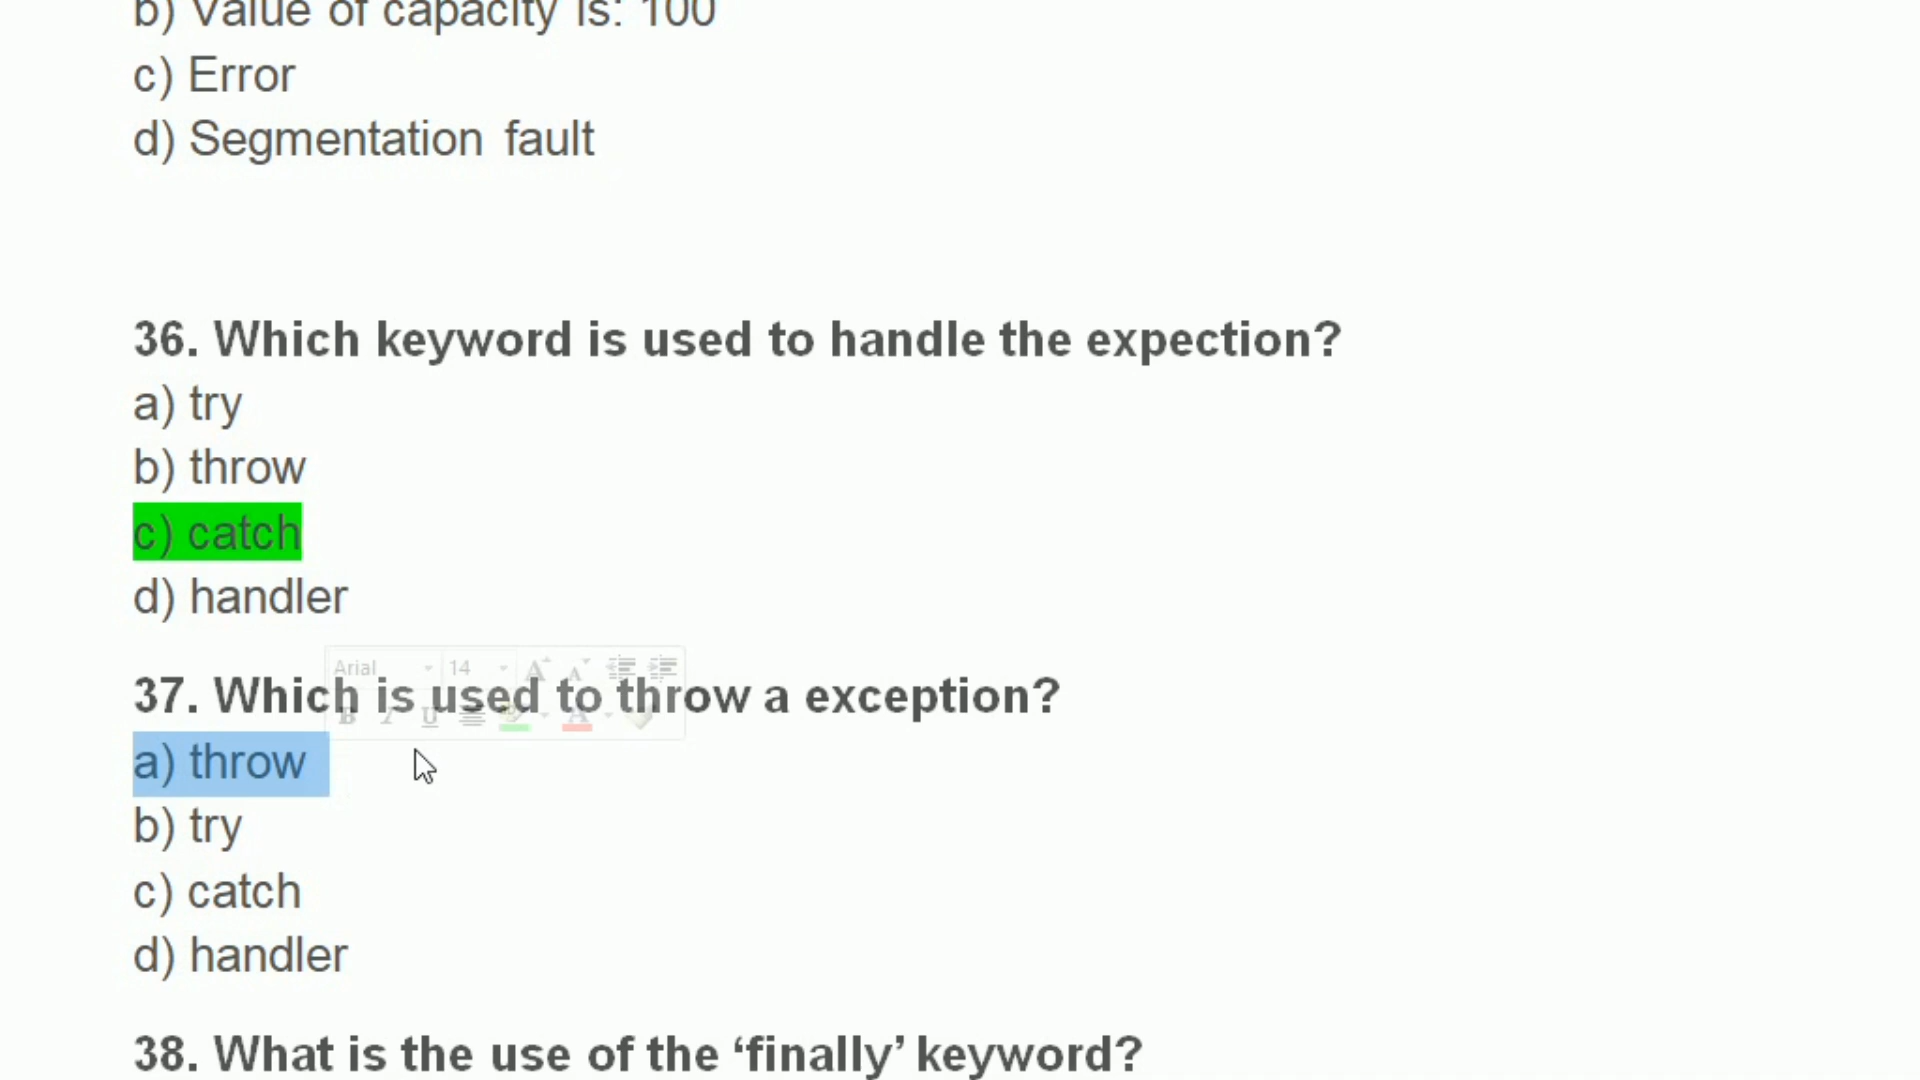 b) Value of capacity is: 100
c) Error
d) Segmentation fault
36. Which keyword is used to handle the expection?
a) try
b) throw
c) catch
d) handler
Arial 14
37. Which is used to throw a exception?
B I U A
a) throw
b) try
c) catch
d) handler
38. What is the use of the ‘finally’ keyword?